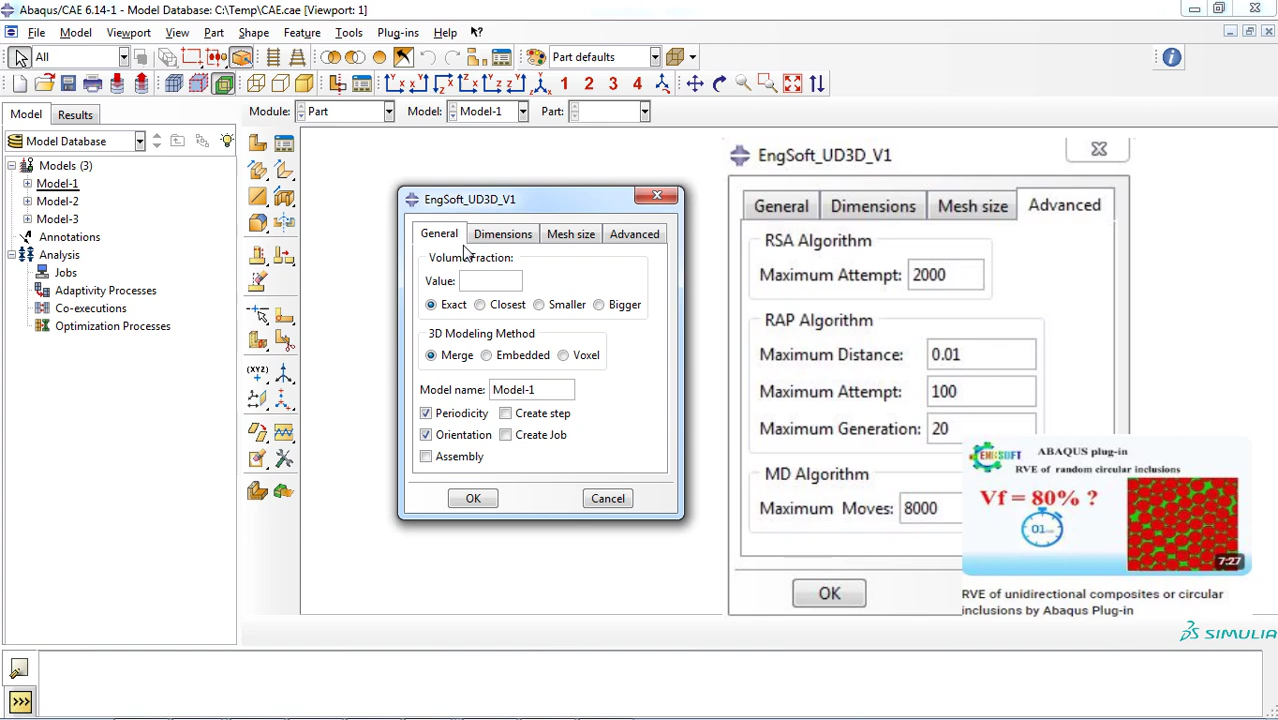 Abaqus/CAE 6.14-1 - Model Database: C:\Temp\CAE.cae [Viewport: 1]
File Model Viewport View Part Shape Feature Tools Plug-ins Help
All
Part defaults
1 2 3 4
Model Results
Module: Part Model: Model-1 Part:
Model Database
Models (3)
Model-1
Model-2
Model-3
Annotations
Analysis
Jobs
Adaptivity Processes
Co-executions
Optimization Processes
(XYZ)
EngSoft_UD3D_V1
General Dimensions Mesh size Advanced
Volume Fraction:
Value:
Exact Closest Smaller Bigger
3D Modeling Method
Merge Embedded Voxel
Model name: Model-1
Periodicity Create step
Orientation Create Job
Assembly
OK Cancel
EngSoft_UD3D_V1
General Dimensions Mesh size Advanced
RSA Algorithm
Maximum Attempt: 2000
RAP Algorithm
Maximum Distance: 0.01
Maximum Attempt: 100
Maximum Generation: 20
MD Algorithm
Maximum Moves: 8000
OK
ENGSOFT
ABAQUS plug-in
RVE of random circular inclusions
Vf = 80% ?
01
7:27
RVE of unidirectional composites or circular
inclusions by Abaqus Plug-in
SIMULIA
>>>